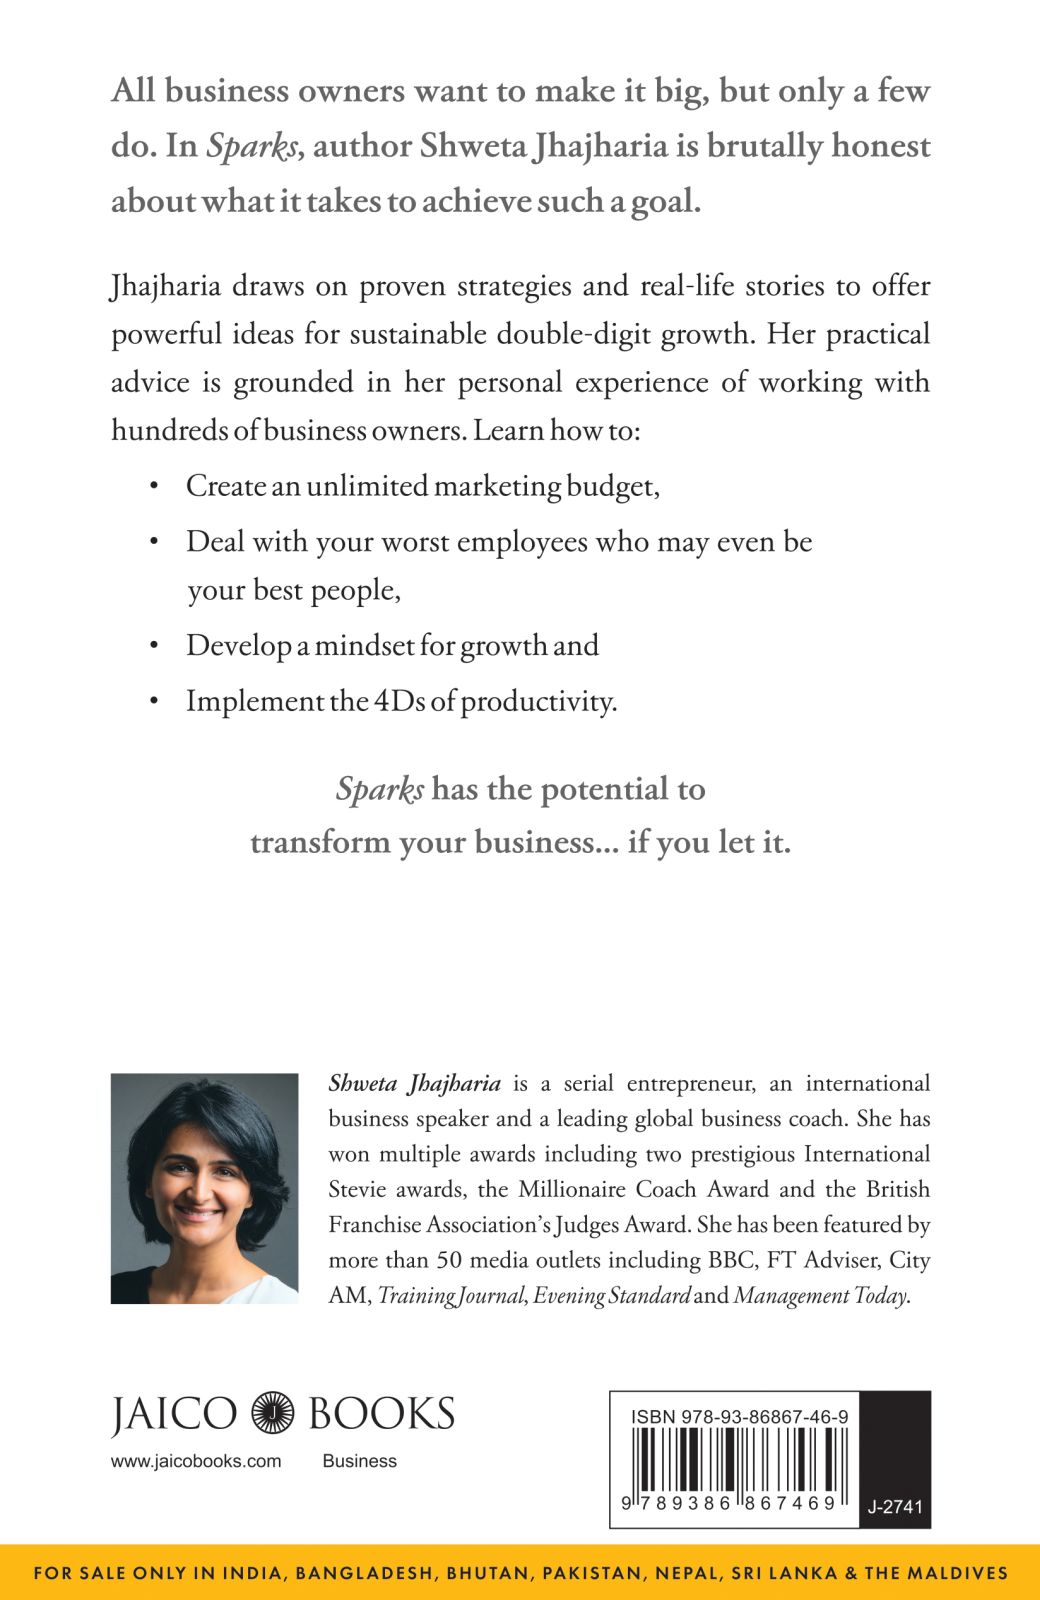 All business owners want to make it big, but only a few
do. In Sparks, author Shweta Jhajharia is brutally honest
about what it takes to achieve such a goal.
Jhajharia draws on proven strategies and real-life stories to offer
powerful ideas for sustainable double-digit growth. Her practical
advice is grounded in her personal experience of working with
hundreds of business owners. Learn how to:
• Create an unlimited marketing budget,
• Deal with your worst employees who may even be
your best people,
• Develop a mindset for growth and
• Implement the 4Ds of productivity.
Sparks has the potential to
transform your business... if you let it.
Shweta Jhajharia is a serial entrepreneur, an international
business speaker and a leading global business coach. She has
won multiple awards including two prestigious International
Stevie awards, the Millionaire Coach Award and the British
Franchise Association's Judges Award. She has been featured by
more than 50 media outlets including BBC, FT Adviser, City
AM, Training Journal, Evening Standard and Management Today.
JAICO J BOOKS
www.jaicobooks.com Business
ISBN 978-93-86867-46-9
9 789386 867469
J-2741
FOR SALE ONLY IN INDIA, BANGLADESH, BHUTAN, PAKISTAN, NEPAL, SRI LANKA & THE MALDIVES